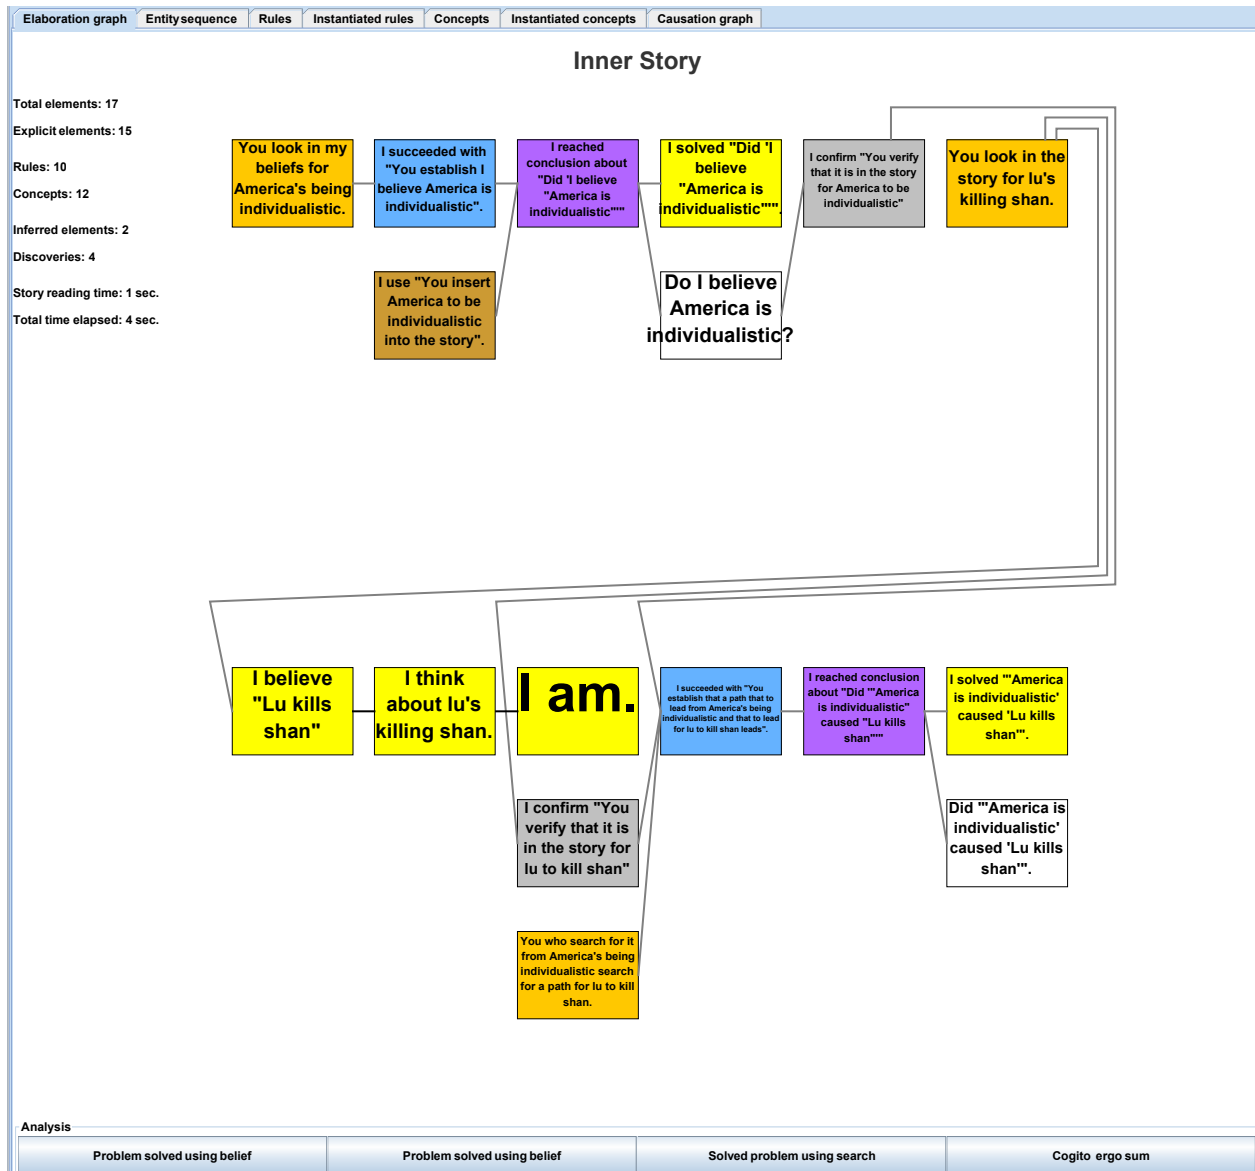 Elaboration graph
Entity sequence
Rules
Instantiated rules
Concepts
Instantiated concepts
Causation graph
Inner Story
Total elements: 17
Explicit elements: 15
Rules: 10
Concepts: 12
Inferred elements: 2
Discoveries: 4
Story reading time: 1 sec.
Total time elapsed: 4 sec.
You look in my
beliefs for
America's being
individualistic.
I succeeded with
"You establish I
believe America is
individualistic".
I reached
conclusion about
"Did 'I believe
"America is
individualistic"'"
I solved "Did 'I
believe
"America is
individualistic"'".
I confirm "You verify
that it is in the story
for America to be
individualistic"
You look in the
story for lu's
killing shan.
I use "You insert
America to be
individualistic
into the story".
Do I believe
America is
individualistic?
I believe
"Lu kills
shan"
I think
about lu's
killing shan.
I am.
I succeeded with "You
establish that a path that to
lead from America's being
individualistic and that to lead
for lu to kill shan leads".
I reached conclusion
about "Did '"America
is individualistic"
caused "Lu kills
shan"'"
I solved "'America
is individualistic'
caused 'Lu kills
shan'".
I confirm "You
verify that it is
in the story for
lu to kill shan"
Did "'America is
individualistic'
caused 'Lu kills
shan'".
You who search for it
from America's being
individualistic search
for a path for lu to kill
shan.
Analysis
Problem solved using belief
Problem solved using belief
Solved problem using search
Cogito ergo sum